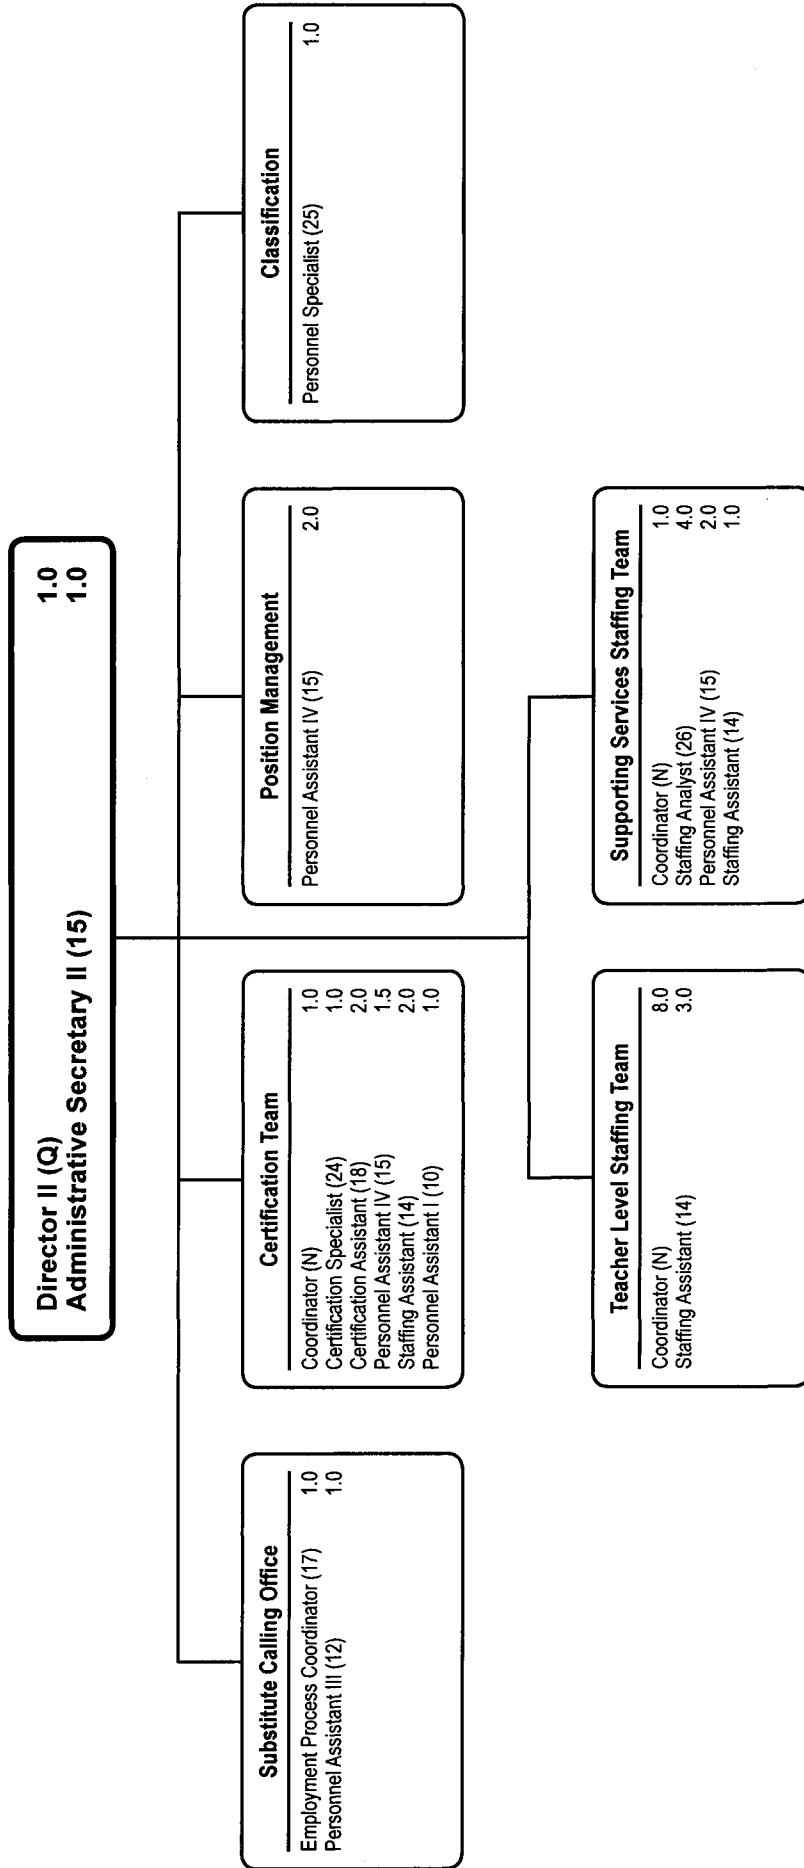 Director II (Q) 1.0
Administrative Secretary II (15) 1.0
Substitute Calling Office
Employment Process Coordinator (17) 1.0
Personnel Assistant III (12) 1.0
Certification Team
Coordinator (N) 1.0
Certification Specialist (24) 1.0
Certification Assistant (18) 2.0
Personnel Assistant IV (15) 1.5
Staffing Assistant (14) 2.0
Personnel Assistant I (10) 1.0
Position Management
Personnel Assistant IV (15) 2.0
Classification
Personnel Specialist (25) 1.0
Teacher Level Staffing Team
Coordinator (N) 8.0
Staffing Assistant (14) 3.0
Supporting Services Staffing Team
Coordinator (N) 1.0
Staffing Analyst (26) 4.0
Personnel Assistant IV (15) 2.0
Staffing Assistant (14) 1.0